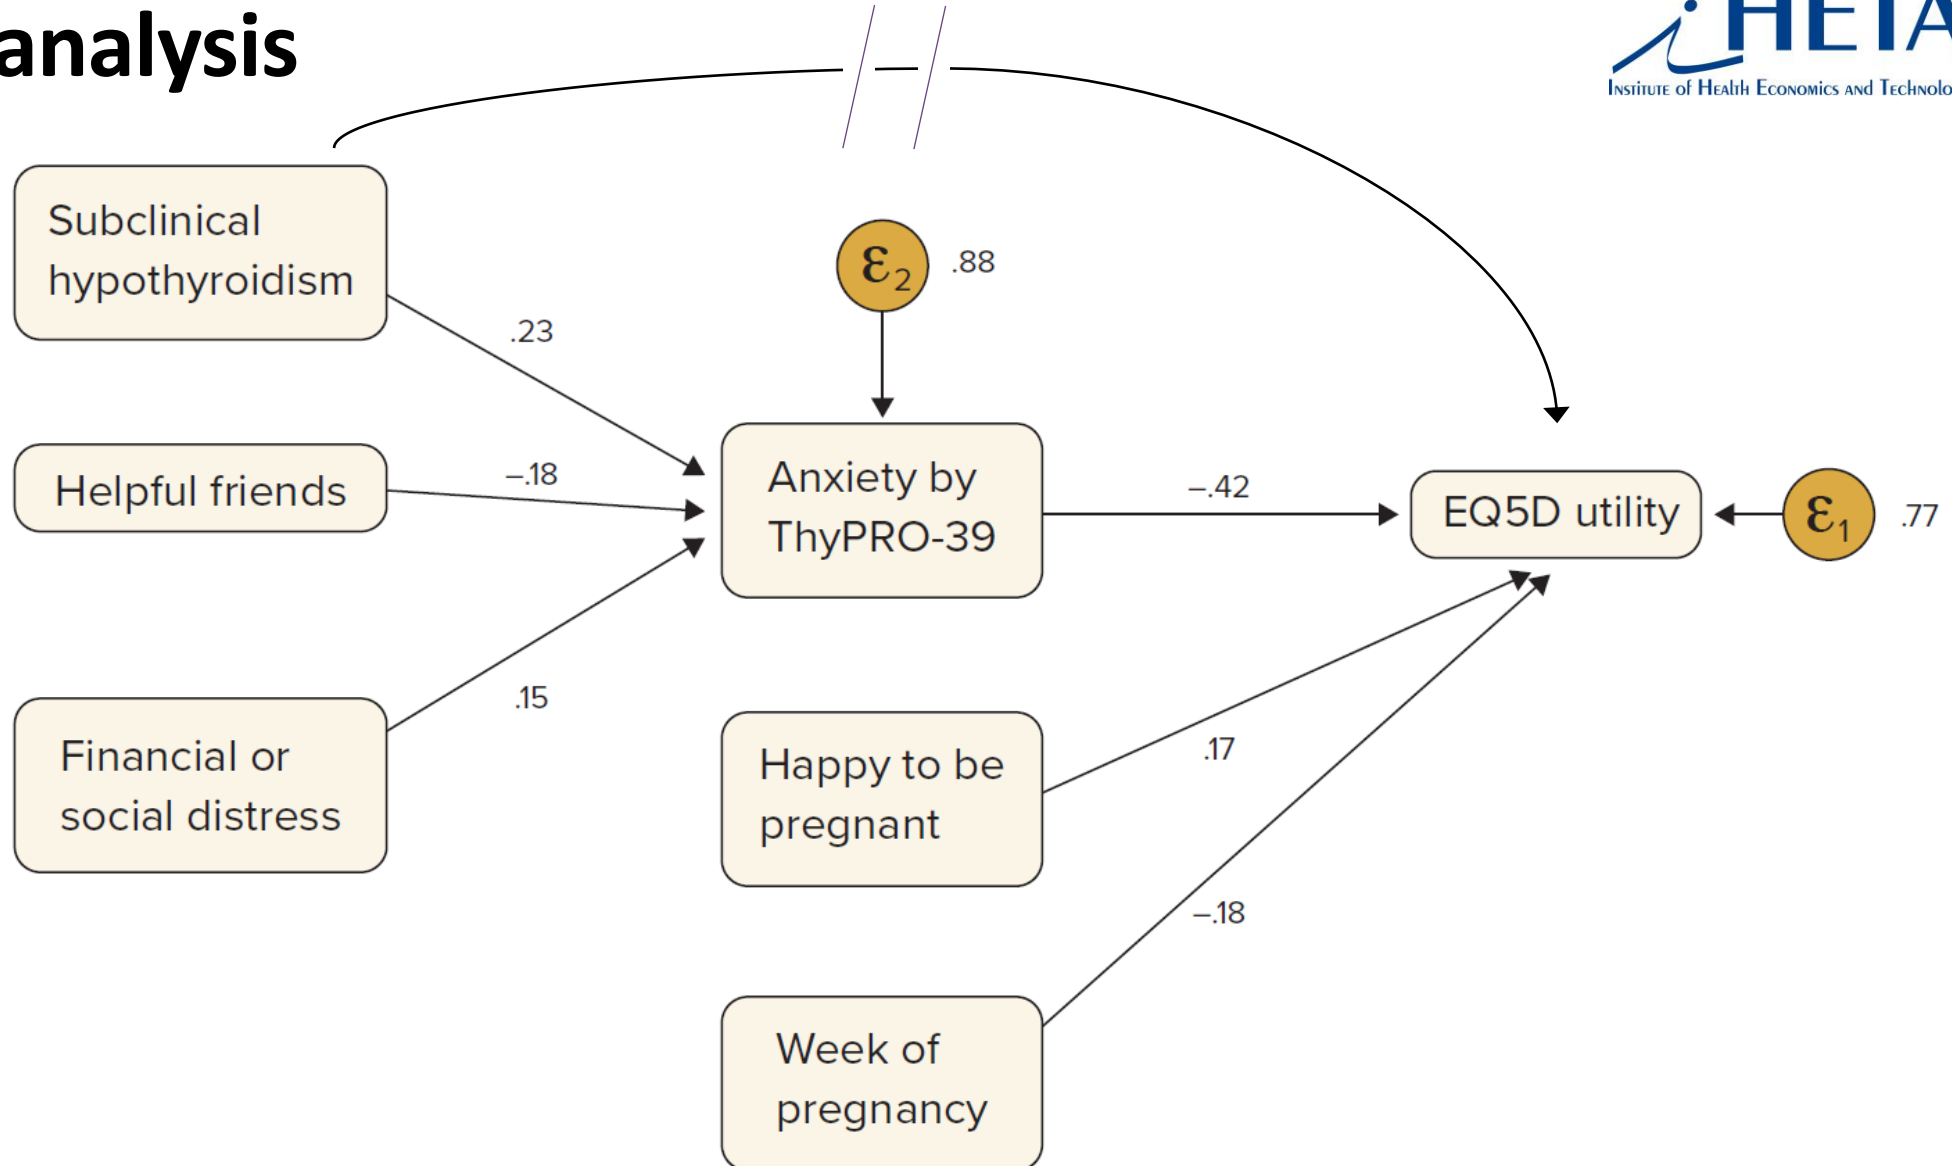 analysis
HETA
Institute of Health Economics and
Subclinical
hypothyroidism
ε2
.88
.23
Helpful friends
–.18
Anxiety by
ThyPRO-39
–.42
EQ5D utility
ε1
.77
.15
Financial or
social distress
Happy to be
pregnant
.17
–.18
Week of
pregnancy